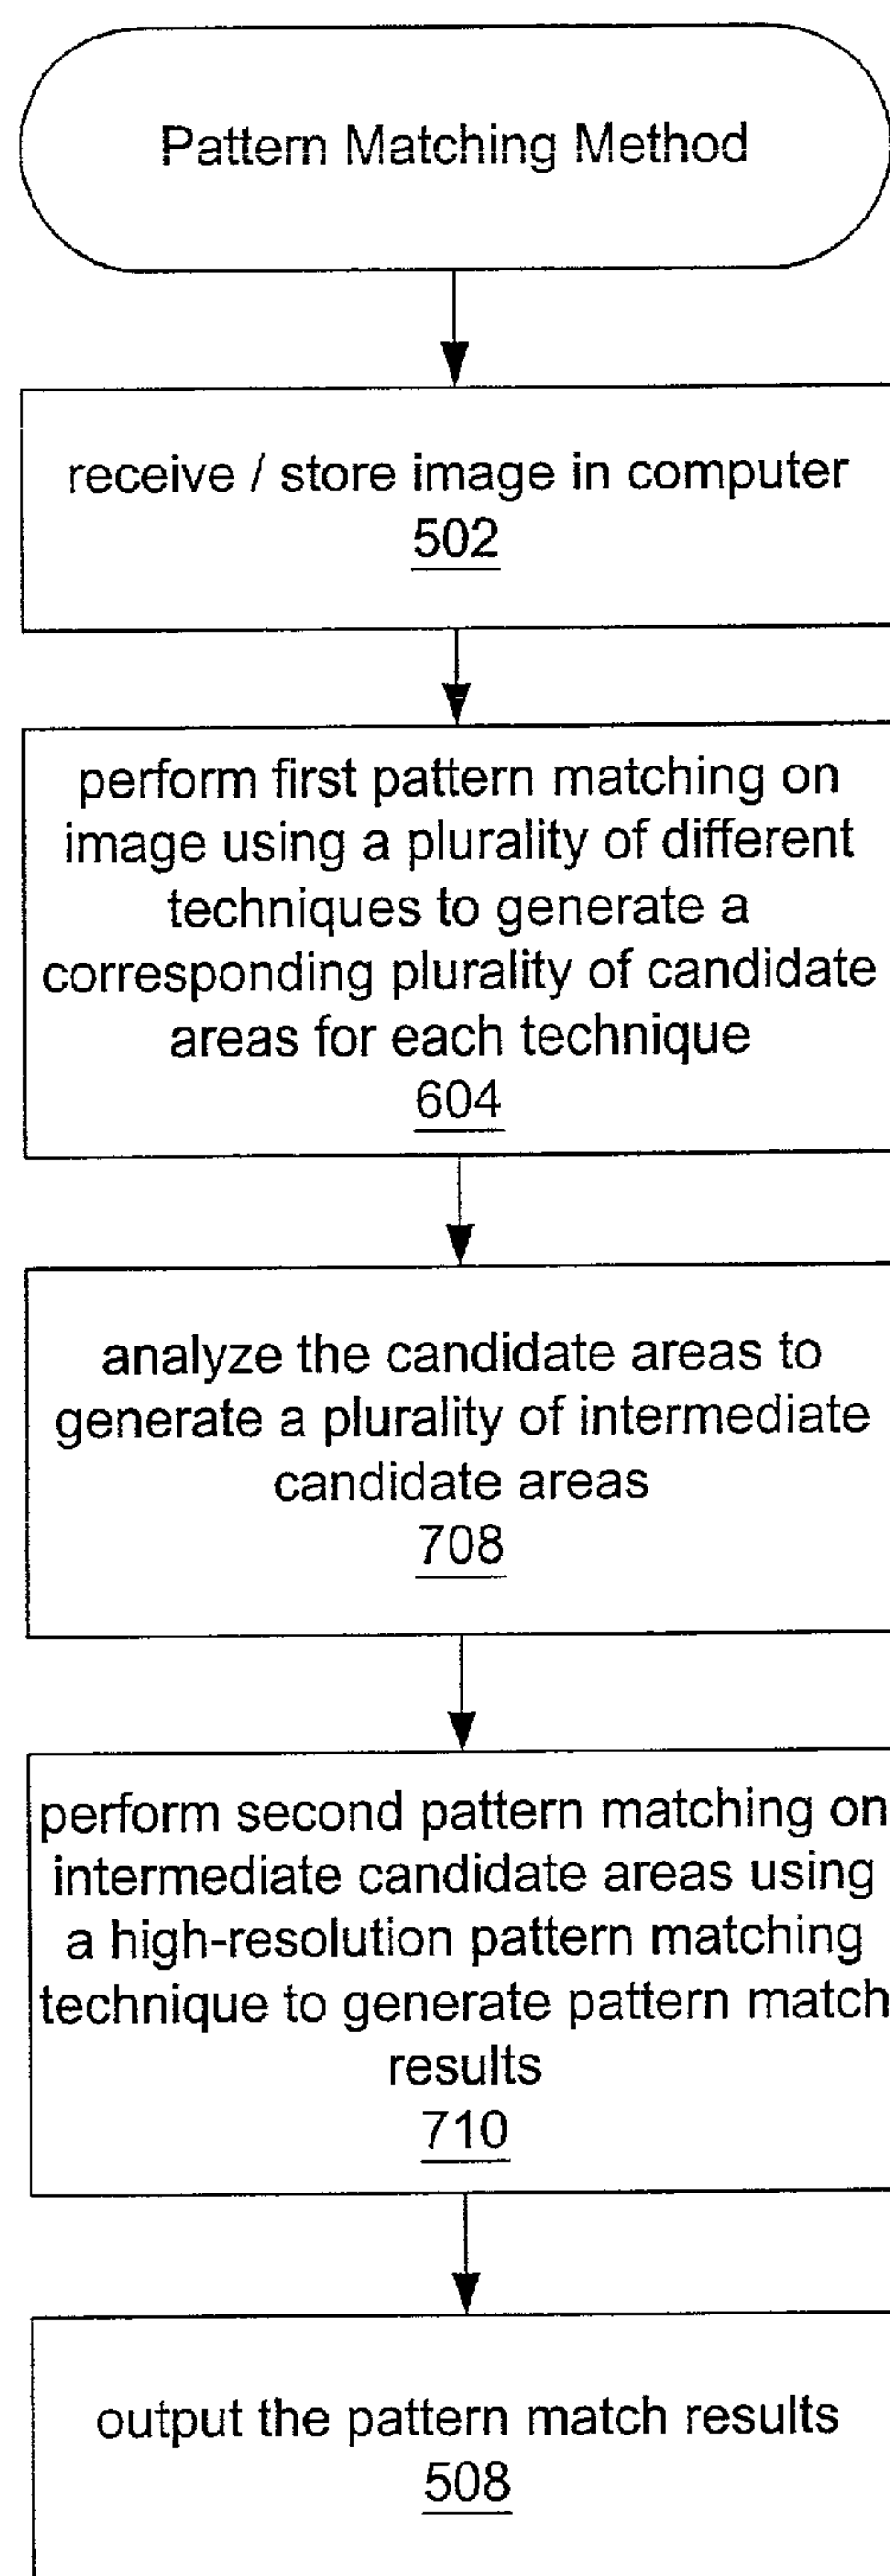 Pattern Matching Method
receive / store image in computer
502
perform first pattern matching on
image using a plurality of different
techniques to generate a
corresponding plurality of candidate
areas for each technique
604
analyze the candidate areas to
generate a plurality of intermediate
candidate areas
708
perform second pattern matching on
intermediate candidate areas using
a high-resolution pattern matching
technique to generate pattern match
results
710
output the pattern match results
508